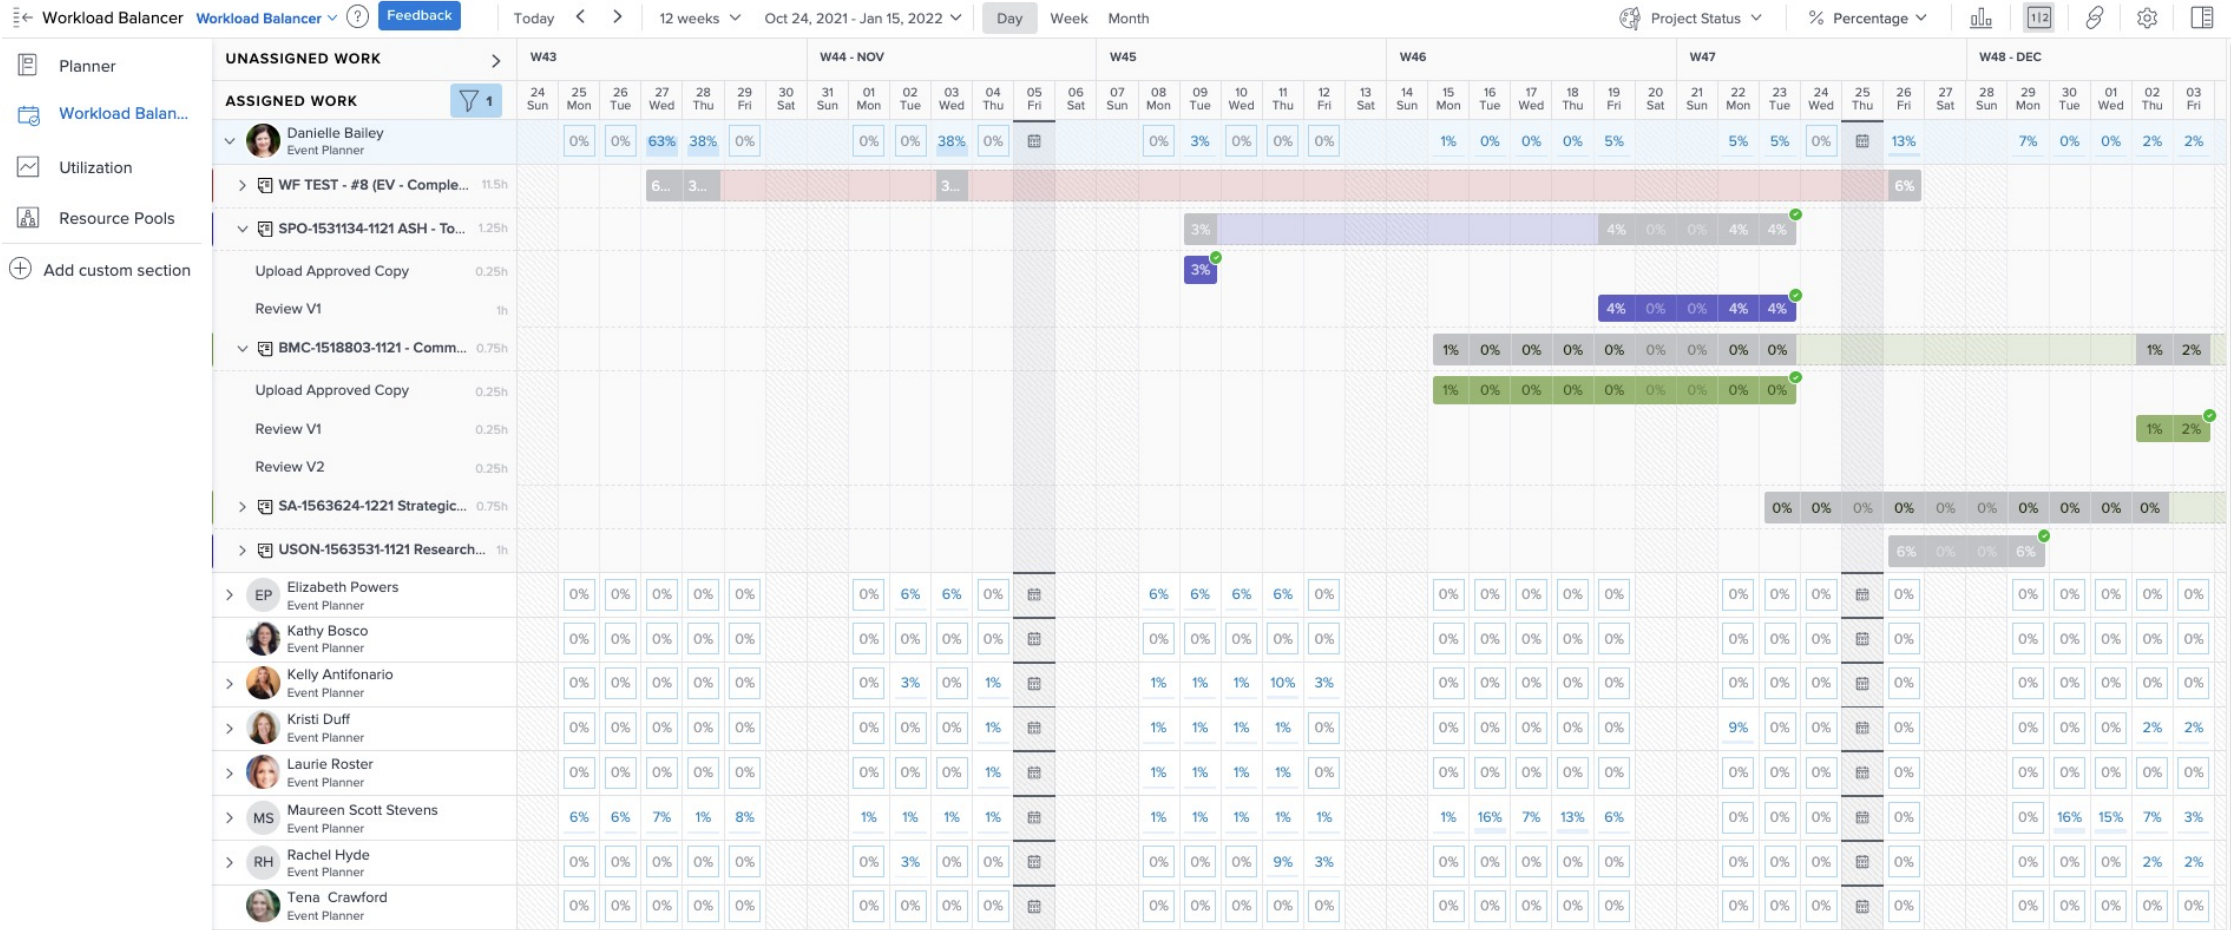 Workload Balancer Workload Balancer ? Feedback Today 12 weeks Oct 24, 2021 - Jan 15, 2022 Day Week Month Project Status % Percentage 1|2
Planner
Workload Balan...
Utilization
Resource Pools
Add custom section
UNASSIGNED WORK W43 W44 - NOV W45 W46 W47 W48 - DEC
ASSIGNED WORK 1
24 25 26 27 28 29 30 31 01 02 03 04 05 06 07 08 09 10 11 12 13 14 15 16 17 18 19 20 21 22 23 24 25 26 27 28 29 30 01 02 03
Sun Mon Tue Wed Thu Fri Sat Sun Mon Tue Wed Thu Fri Sat Sun Mon Tue Wed Thu Fri Sat Sun Mon Tue Wed Thu Fri Sat Sun Mon Tue Wed Thu Fri Sat Sun Mon Tue Wed Thu Fri
Danielle Bailey
Event Planner
0% 0% 63% 38% 0% 0% 0% 38% 0% 0% 3% 0% 0% 0% 1% 0% 0% 0% 5% 5% 5% 0% 13% 7% 0% 0% 2% 2%
WF TEST - #8 (EV - Comple... 11.5h 6... 3... 3... 6%
SPO-1531134-1121 ASH - To... 1.25h 3% 4% 0% 0% 4% 4%
Upload Approved Copy 0.25h 3%
Review V1 1h 4% 0% 0% 4% 4%
BMC-1518803-1121 - Comm... 0.75h 1% 0% 0% 0% 0% 0% 0% 0% 0% 1% 2%
Upload Approved Copy 0.25h 1% 0% 0% 0% 0% 0% 0% 0% 0%
Review V1 0.25h 1% 2%
Review V2 0.25h
SA-1563624-1221 Strategic... 0.75h 0% 0% 0% 0% 0% 0% 0% 0% 0% 0%
USON-1563531-1121 Research... 1h 6% 0% 0% 6%
EP Elizabeth Powers
Event Planner
0% 0% 0% 0% 0% 0% 6% 6% 0% 6% 6% 6% 6% 0% 0% 0% 0% 0% 0% 0% 0% 0% 0% 0% 0% 0% 0% 0%
Kathy Bosco
Event Planner
0% 0% 0% 0% 0% 0% 0% 0% 0% 0% 0% 0% 0% 0% 0% 0% 0% 0% 0% 0% 0% 0% 0% 0% 0% 0% 0% 0%
Kelly Antifonario
Event Planner
0% 0% 0% 0% 0% 0% 3% 0% 1% 1% 1% 1% 10% 3% 0% 0% 0% 0% 0% 0% 0% 0% 0% 0% 0% 0% 0% 0%
Kristi Duff
Event Planner
0% 0% 0% 0% 0% 0% 0% 0% 1% 1% 1% 1% 1% 0% 0% 0% 0% 0% 0% 9% 0% 0% 0% 0% 0% 0% 2% 2%
Laurie Roster
Event Planner
0% 0% 0% 0% 0% 0% 0% 0% 1% 1% 1% 1% 1% 0% 0% 0% 0% 0% 0% 0% 0% 0% 0% 0% 0% 0% 0% 0%
MS Maureen Scott Stevens
Event Planner
6% 6% 7% 1% 8% 1% 1% 1% 1% 1% 1% 1% 1% 1% 1% 16% 7% 13% 6% 0% 0% 0% 0% 0% 16% 15% 7% 3%
RH Rachel Hyde
Event Planner
0% 0% 0% 0% 0% 0% 3% 0% 0% 0% 0% 0% 9% 3% 0% 0% 0% 0% 0% 0% 0% 0% 0% 0% 0% 0% 2% 2%
Tena Crawford
Event Planner
0% 0% 0% 0% 0% 0% 0% 0% 0% 0% 0% 0% 0% 0% 0% 0% 0% 0% 0% 0% 0% 0% 0% 0% 0% 0% 0% 0%